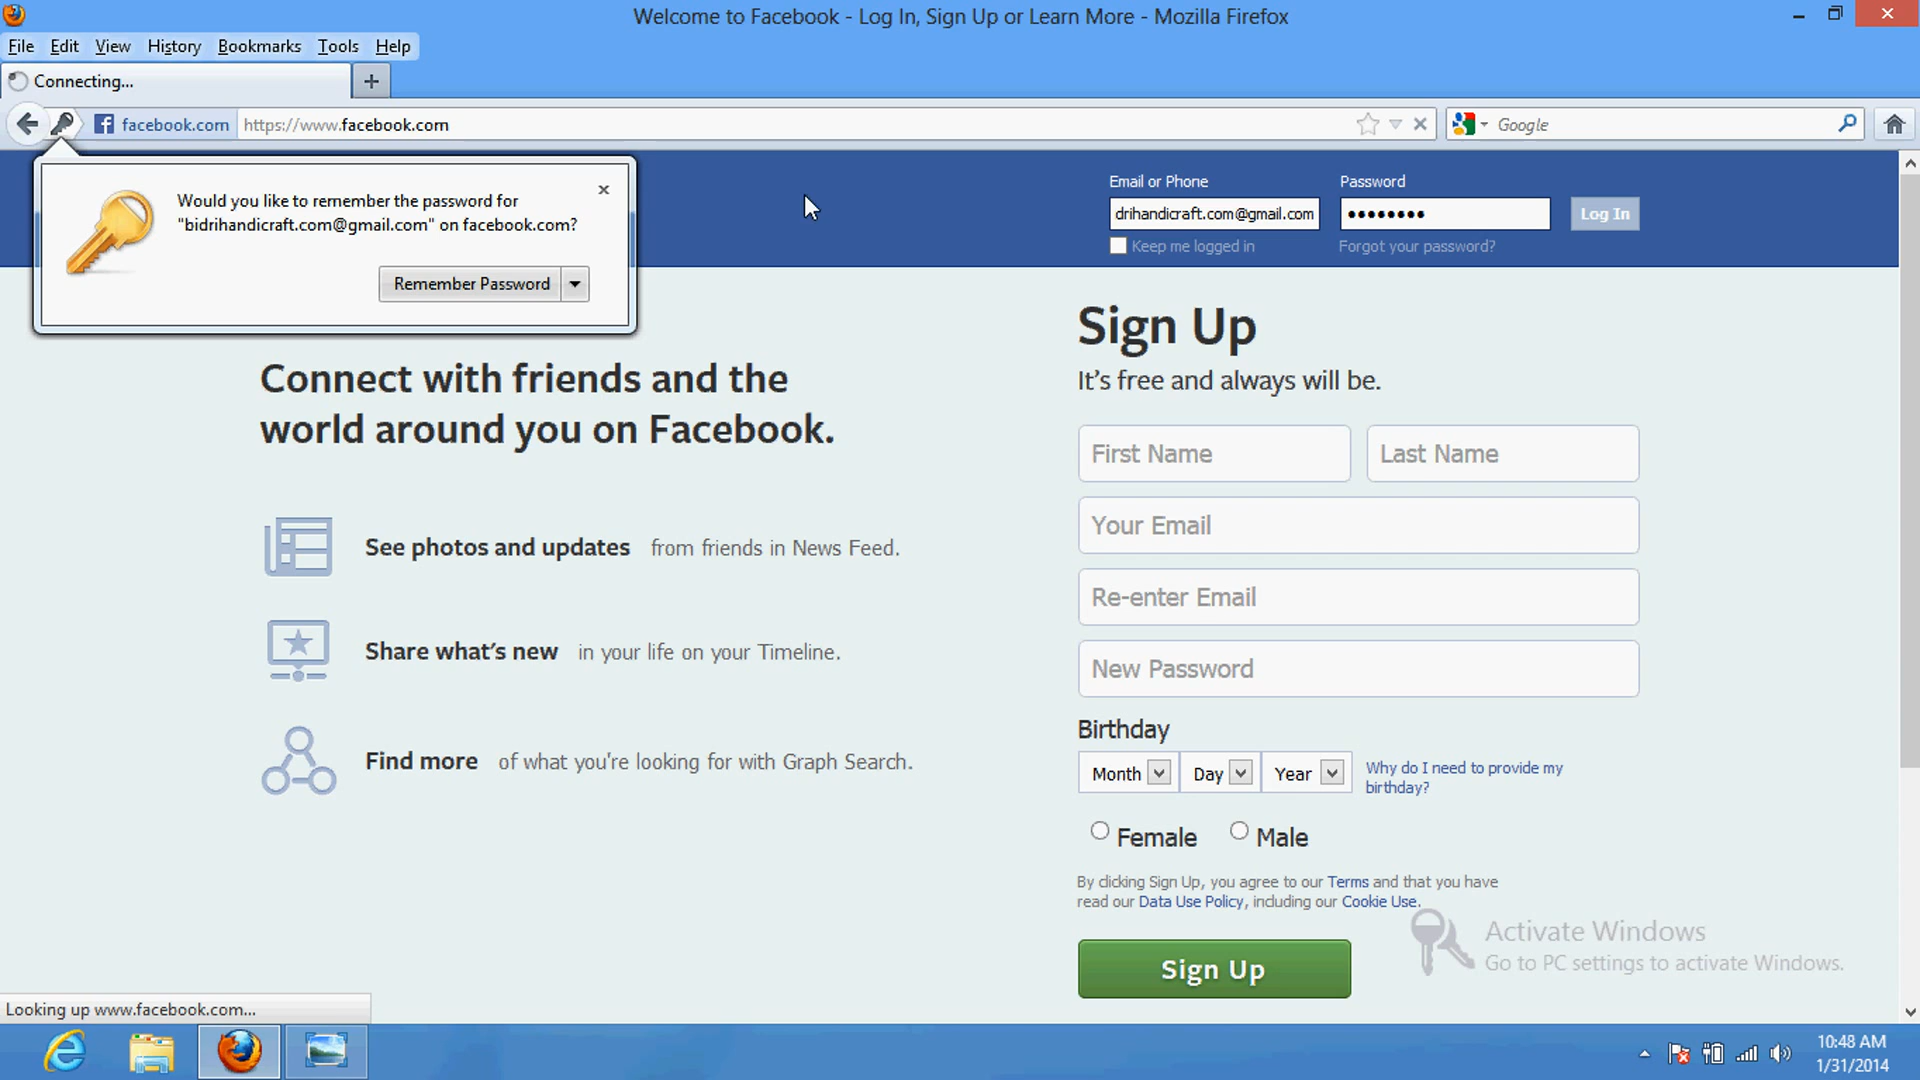 Welcome to Facebook - Log In, Sign Up or Learn More - Mozilla Firefox
File Edit View History Bookmarks Tools Help
Connecting...
facebook.com https://www.facebook.com Google
Would you like to remember the password for
"bidrihandicraft.com@gmail.com" on facebook.com?
Remember Password
Email or Phone Password
drihandicraft.com@gmail.com Log In
Keep me logged in Forgot your password?
Connect with friends and the
world around you on Facebook.
See photos and updates from friends in News Feed.
Share what's new in your life on your Timeline.
Find more of what you're looking for with Graph Search.
Sign Up
It's free and always will be.
First Name Last Name
Your Email
Re-enter Email
New Password
Birthday
Month Day Year
Why do I need to provide my
birthday?
Female Male
By clicking Sign Up, you agree to our Terms and that you have
read our Data Use Policy, including our Cookie Use.
Sign Up
Activate Windows
Go to PC settings to activate Windows.
Looking up www.facebook.com...
10:48 AM
1/31/2014